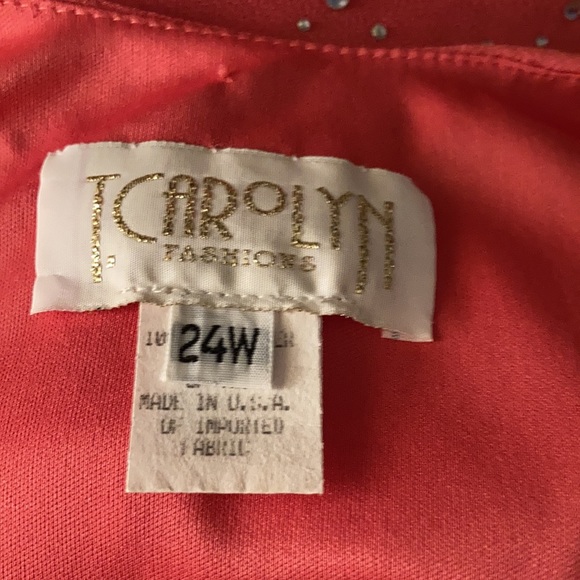 T. CAROLYN
FASHIONS
24W
MADE IN U.S.A.
OF IMPORTED
FABRIC